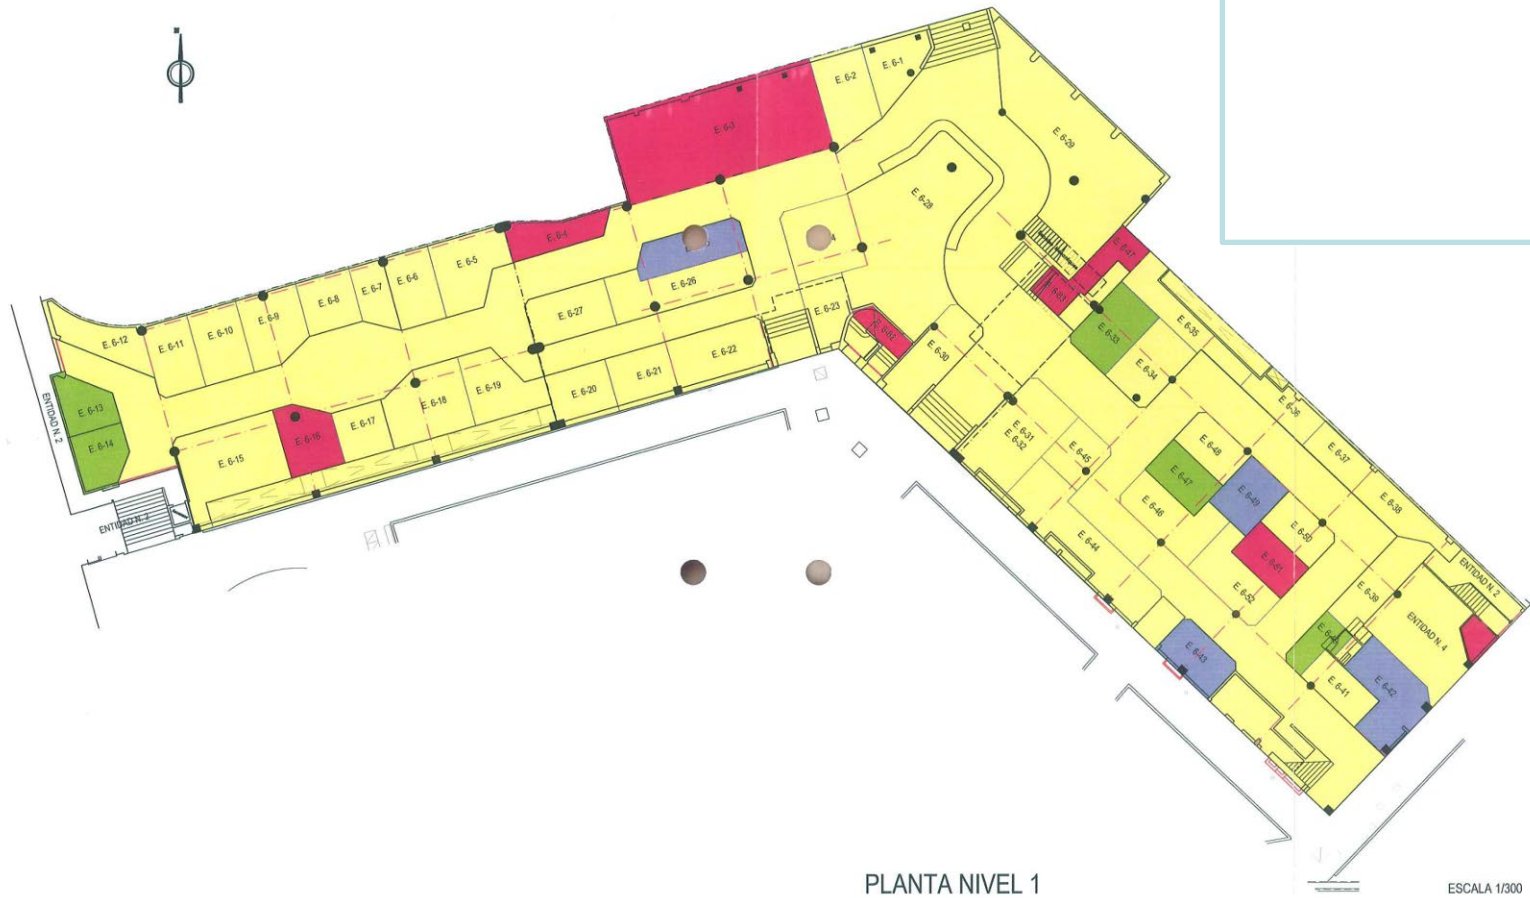 E. 6-1
E. 6-2
E. 6-3
E. 6-29
E. 6-28
E. 6-4
E. 6-5
E. 6-6
E. 6-7
E. 6-8
E. 6-9
E. 6-10
E. 6-11
E. 6-12
E. 6-26
E. 6-27
E. 6-23
E. 6-22
E. 6-21
E. 6-20
E. 6-19
E. 6-18
E. 6-17
E. 6-16
E. 6-15
E. 6-13
E. 6-14
ENTIDAD N. 2
ENTIDAD N. 2
E. 6-30
E. 6-33
E. 6-34
E. 6-35
E. 6-36
E. 6-37
E. 6-38
E. 6-31
E. 6-32
E. 6-45
E. 6-48
E. 6-47
E. 6-49
E. 6-46
E. 6-50
E. 6-51
E. 6-44
E. 6-52
E. 6-39
E. 6-43
E. 6-41
E. 6-42
ENTIDAD N. 2
ENTIDAD N. 4
PLANTA NIVEL 1
ESCALA 1/300